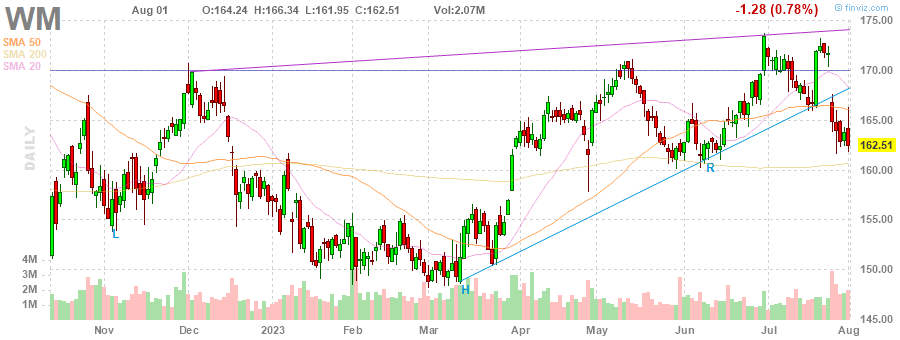 WM
Aug 01 O:164.24 H:166.34 L:161.95 C:162.51 Vol:2.07M
-1.28 (0.78%)
© finviz.com
SMA 50
SMA 200
SMA 20
DAILY
175.00
170.00
165.00
162.51
160.00
155.00
150.00
145.00
4M
3M
2M
1M
L
H
R
Nov Dec 2023 Feb Mar Apr May Jun Jul Aug